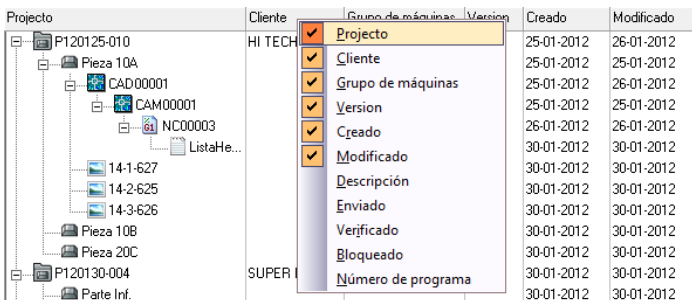 Projecto Cliente Grupo de máquinas Version Creado Modificado
P120125-010 HI TECH 25-01-2012 26-01-2012
Pieza 10A 25-01-2012 25-01-2012
CAD00001 25-01-2012 25-01-2012
CAM00001 25-01-2012 25-01-2012
NC00003 26-01-2012 26-01-2012
ListaHe... 30-01-2012 30-01-2012
14-1-627 30-01-2012 30-01-2012
14-2-625 30-01-2012 30-01-2012
14-3-626 30-01-2012 30-01-2012
Pieza 10B 30-01-2012 30-01-2012
Pieza 20C 30-01-2012 30-01-2012
P120130-004 SUPER 30-01-2012 30-01-2012
Parte Inf. 30-01-2012 30-01-2012
Projecto
Cliente
Grupo de máquinas
Version
Creado
Modificado
Descripción
Enviado
Verificado
Bloqueado
Número de programa